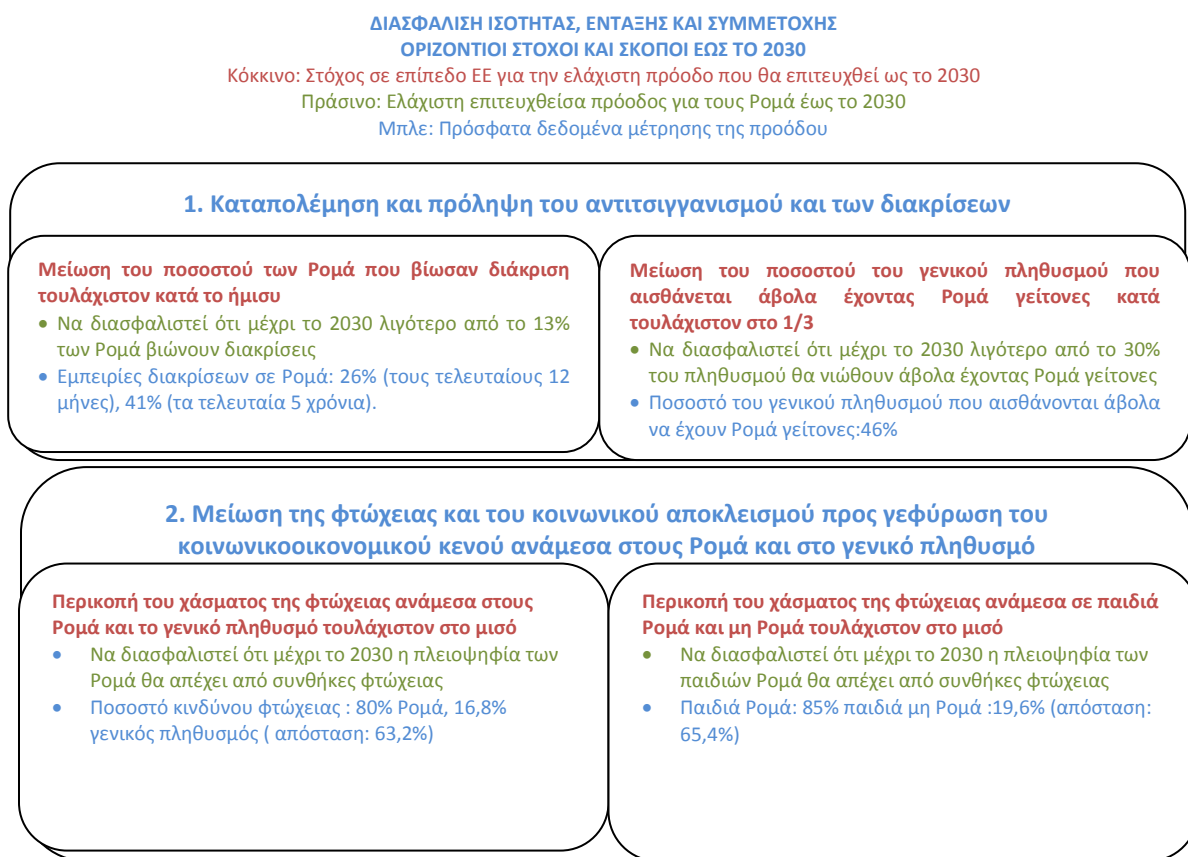 ΔΙΑΣΦΑΛΙΣΗ ΙΣΟΤΗΤΑΣ, ΕΝΤΑΞΗΣ ΚΑΙ ΣΥΜΜΕΤΟΧΗΣ
ΟΡΙΖΟΝΤΙΟΙ ΣΤΟΧΟΙ ΚΑΙ ΣΚΟΠΟΙ ΕΩΣ ΤΟ 2030
Κόκκινο: Στόχος σε επίπεδο ΕΕ για την ελάχιστη πρόοδο που θα επιτευχθεί ως το 2030
Πράσινο: Ελάχιστη επιτευχθείσα πρόοδος για τους Ρομά έως το 2030
Μπλε: Πρόσφατα δεδομένα μέτρησης της προόδου
1. Καταπολέμηση και πρόληψη του αντιτσιγγανισμού και των διακρίσεων
Μείωση του ποσοστού των Ρομά που βίωσαν διάκριση
τουλάχιστον κατά το ήμισυ
• Να διασφαλιστεί ότι μέχρι το 2030 λιγότερο από το 13%
των Ρομά βιώνουν διακρίσεις
• Εμπειρίες διακρίσεων σε Ρομά: 26% (τους τελευταίους 12
μήνες), 41% (τα τελευταία 5 χρόνια).
Μείωση του ποσοστού του γενικού πληθυσμού που
αισθάνεται άβολα έχοντας Ρομά γείτονες κατά
τουλάχιστον στο 1/3
• Να διασφαλιστεί ότι μέχρι το 2030 λιγότερο από το 30%
του πληθυσμού θα νιώθουν άβολα έχοντας Ρομά γείτονες
• Ποσοστό του γενικού πληθυσμού που αισθάνονται άβολα
να έχουν Ρομά γείτονες:46%
2. Μείωση της φτώχειας και του κοινωνικού αποκλεισμού προς γεφύρωση του
κοινωνικοοικονομικού κενού ανάμεσα στους Ρομά και στο γενικό πληθυσμό
Περικοπή του χάσματος της φτώχειας ανάμεσα στους
Ρομά και το γενικό πληθυσμό τουλάχιστον στο μισό
• Να διασφαλιστεί ότι μέχρι το 2030 η πλειοψηφία των
Ρομά θα απέχει από συνθήκες φτώχειας
• Ποσοστό κινδύνου φτώχειας : 80% Ρομά, 16,8%
γενικός πληθυσμός ( απόσταση: 63,2%)
Περικοπή του χάσματος της φτώχειας ανάμεσα σε παιδιά
Ρομά και μη Ρομά τουλάχιστον στο μισό
• Να διασφαλιστεί ότι μέχρι το 2030 η πλειοψηφία των
παιδιών Ρομά θα απέχει από συνθήκες φτώχειας
• Παιδιά Ρομά: 85% παιδιά μη Ρομά :19,6% (απόσταση:
65,4%)